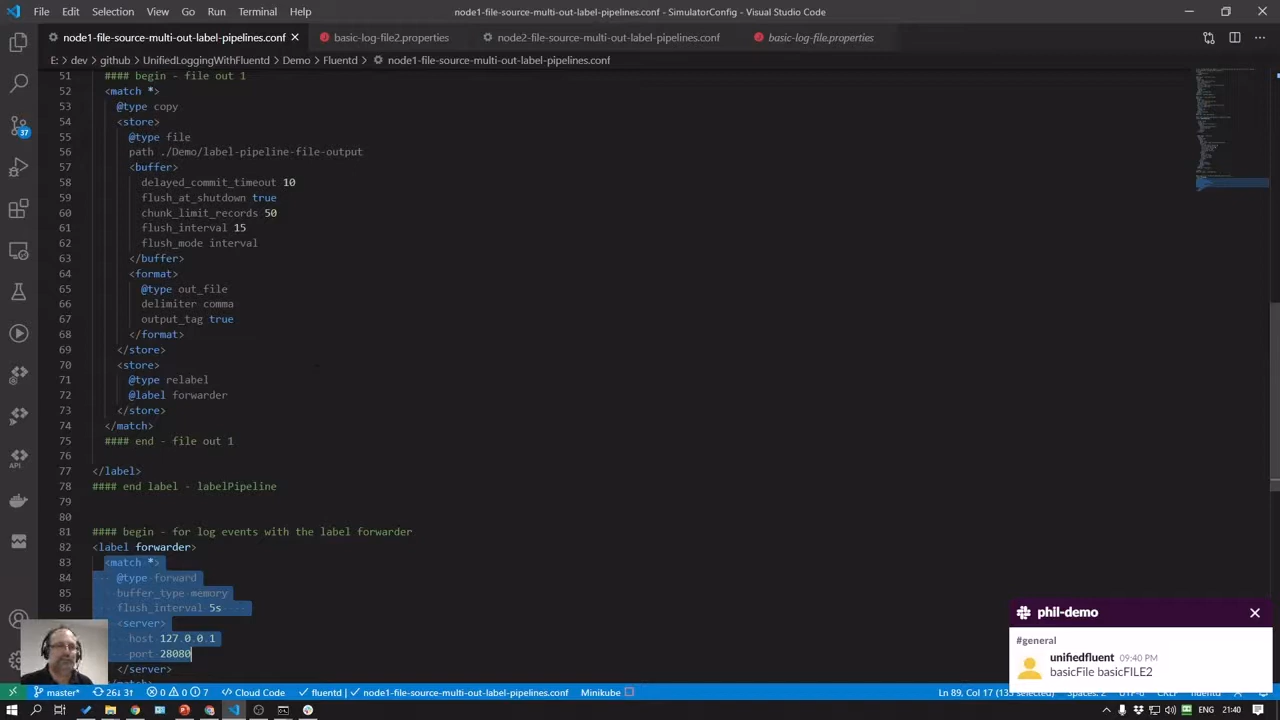 File Edit Selection View Go Run Terminal Help
node1-file-source-multi-out-label-pipelines.conf - SimulatorConfig - Visual Studio Code
node1-file-source-multi-out-label-pipelines.conf
basic-log-file2.properties
node2-file-source-multi-out-label-pipelines.conf
basic-log-file.properties
E: > dev > github > UnifiedLoggingWithFluentd > Demo > Fluentd > node1-file-source-multi-out-label-pipelines.conf
37
API
51 #### begin - file out 1
52 <match *>
53 @type copy
54 <store>
55 @type file
56 path ./Demo/label-pipeline-file-output
57 <buffer>
58 delayed_commit_timeout 10
59 flush_at_shutdown true
60 chunk_limit_records 50
61 flush_interval 15
62 flush_mode interval
63 </buffer>
64 <format>
65 @type out_file
66 delimiter comma
67 output_tag true
68 </format>
69 </store>
70 <store>
71 @type relabel
72 @label forwarder
73 </store>
74 </match>
75 #### end - file out 1
76
77 </label>
78 #### end label - labelPipeline
79
80
81 #### begin - for log events with the label forwarder
82 <label forwarder>
83 <match *>
84 @type forward
85 buffer_type memory
86 flush_interval 5s
<server>
host 127.0.0.1
port 28080
</server>
phil-demo
#general
unifiedfluent 09:40 PM
basicFile basicFILE2
master* 26↓ 3↑ 0 0 7 Cloud Code fluentd node1-file-source-multi-out-label-pipelines.conf Minikube
Ln 89, Col 17
ENG 21:40